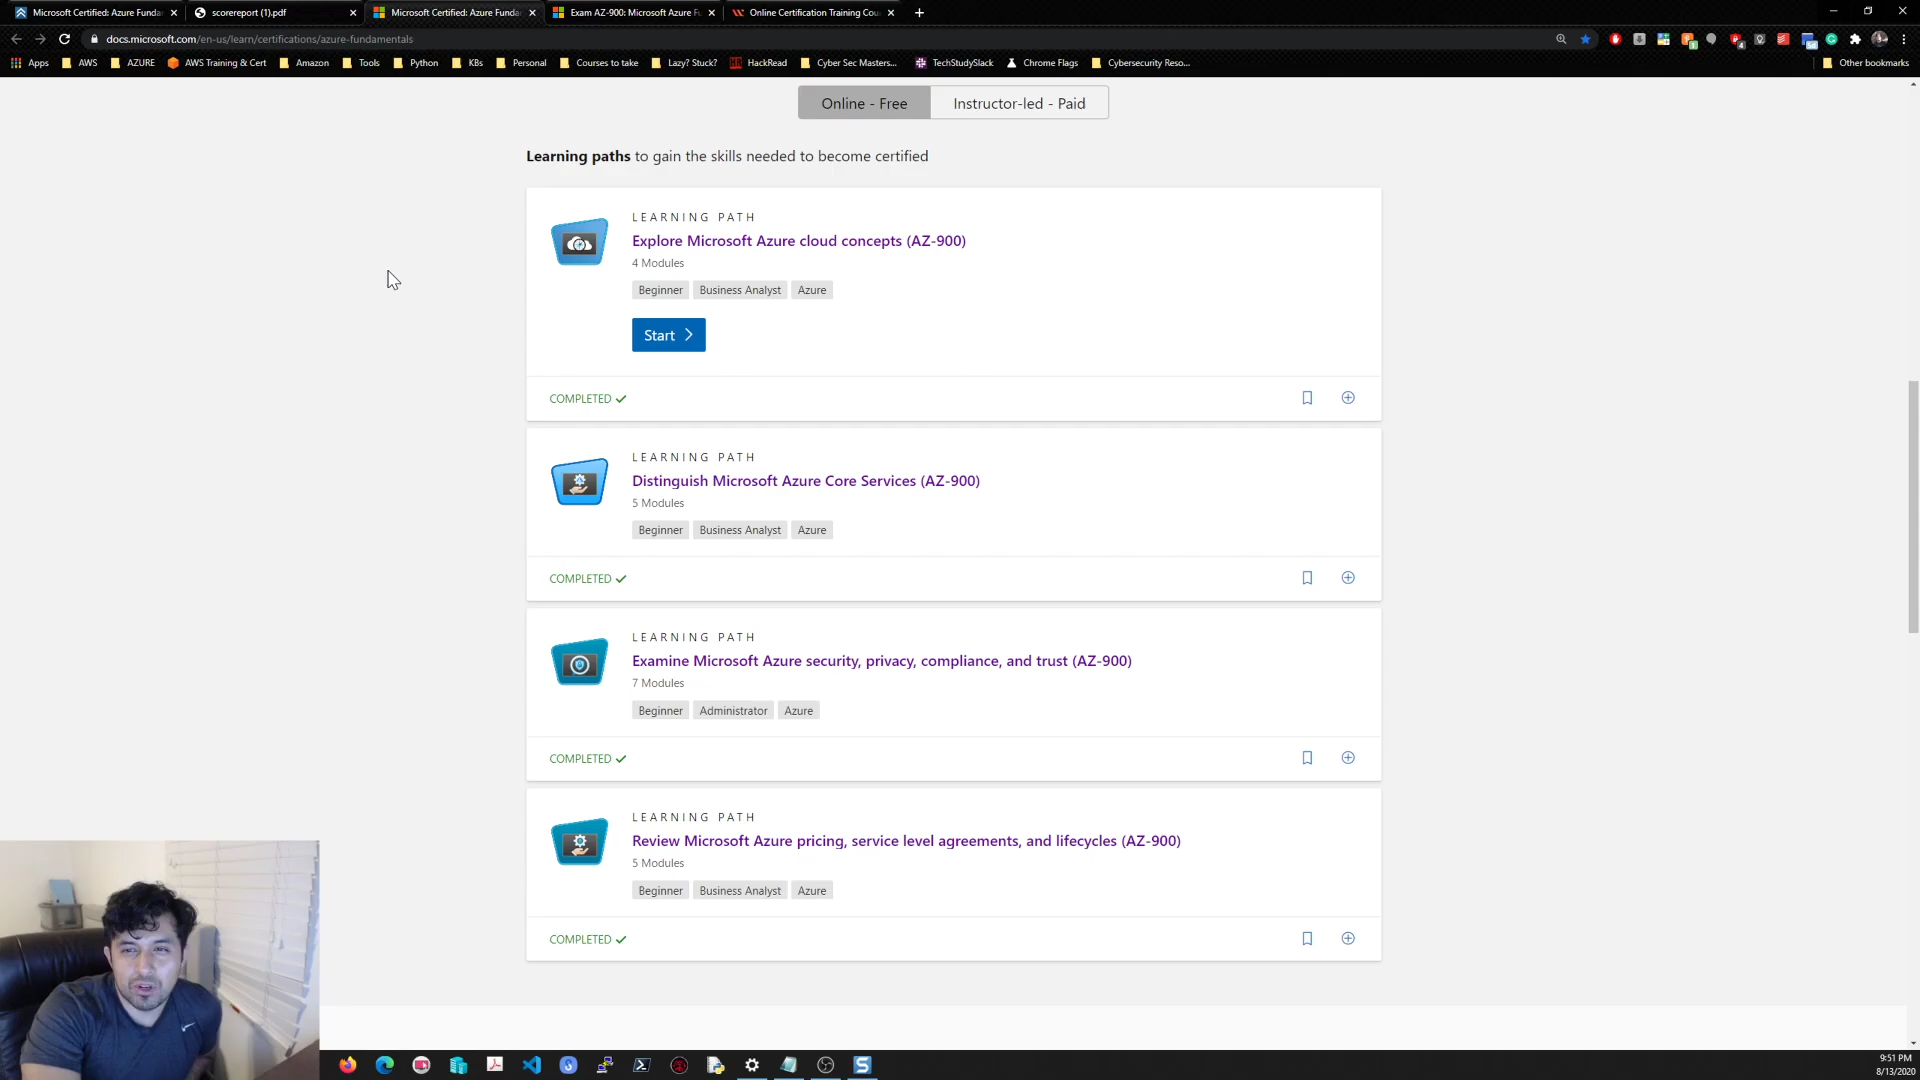 Microsoft Certified: Azure Funda
scorereport (1).pdf
Microsoft Certified: Azure Funda
Exam AZ-900: Microsoft Azure F
Online Certification Training Cou
docs.microsoft.com/en-us/learn/certifications/azure-fundamentals
Apps
AWS
AZURE
AWS Training & Cert
Amazon
Tools
Python
KBs
Personal
Courses to take
Lazy? Stuck?
HackRead
Cyber Sec Masters...
TechStudySlack
Chrome Flags
Cybersecurity Reso...
Other bookmarks
Online - Free
Instructor-led - Paid
Learning paths to gain the skills needed to become certified
LEARNING PATH
Explore Microsoft Azure cloud concepts (AZ-900)
4 Modules
Beginner Business Analyst Azure
Start
COMPLETED
LEARNING PATH
Distinguish Microsoft Azure Core Services (AZ-900)
5 Modules
Beginner Business Analyst Azure
COMPLETED
LEARNING PATH
Examine Microsoft Azure security, privacy, compliance, and trust (AZ-900)
7 Modules
Beginner Administrator Azure
COMPLETED
LEARNING PATH
Review Microsoft Azure pricing, service level agreements, and lifecycles (AZ-900)
5 Modules
Beginner Business Analyst Azure
COMPLETED
9:51 PM
8/13/2020